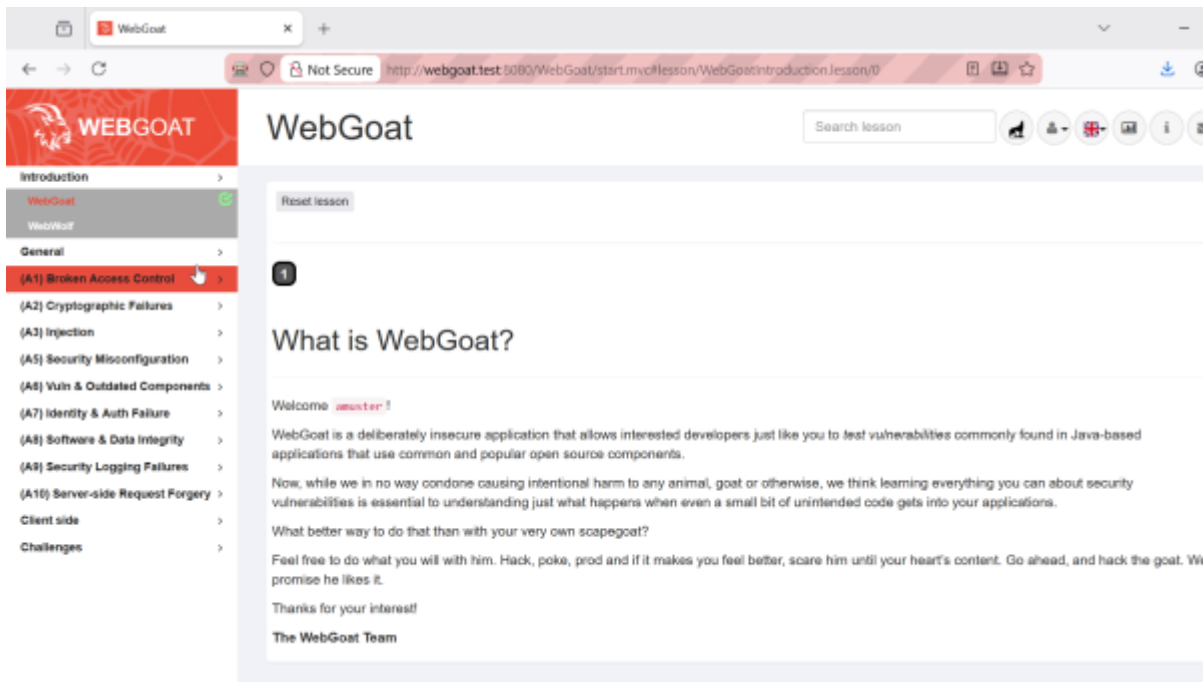 WebGoat
Not Secure http://webgoat.test:8080/WebGoat/start.mvc#lesson/WebGoatIntroduction.lesson/0
WEBGOAT
WebGoat
Search lesson
Introduction
WebGoat
WebWolf
General
(A1) Broken Access Control
(A2) Cryptographic Failures
(A3) Injection
(A5) Security Misconfiguration
(A6) Vuln & Outdated Components
(A7) Identity & Auth Failure
(A8) Software & Data Integrity
(A9) Security Logging Failures
(A10) Server-side Request Forgery
Client side
Challenges
Reset lesson
1
What is WebGoat?
Welcome amuster!
WebGoat is a deliberately insecure application that allows interested developers just like you to test vulnerabilities commonly found in Java-based
applications that use common and popular open source components.
Now, while we in no way condone causing intentional harm to any animal, goat or otherwise, we think learning everything you can about security
vulnerabilities is essential to understanding just what happens when even a small bit of unintended code gets into your applications.
What better way to do that than with your very own scapegoat?
Feel free to do what you will with him. Hack, poke, prod and if it makes you feel better, scare him until your heart's content. Go ahead, and hack the goat. We
promise he likes it.
Thanks for your interest!
The WebGoat Team